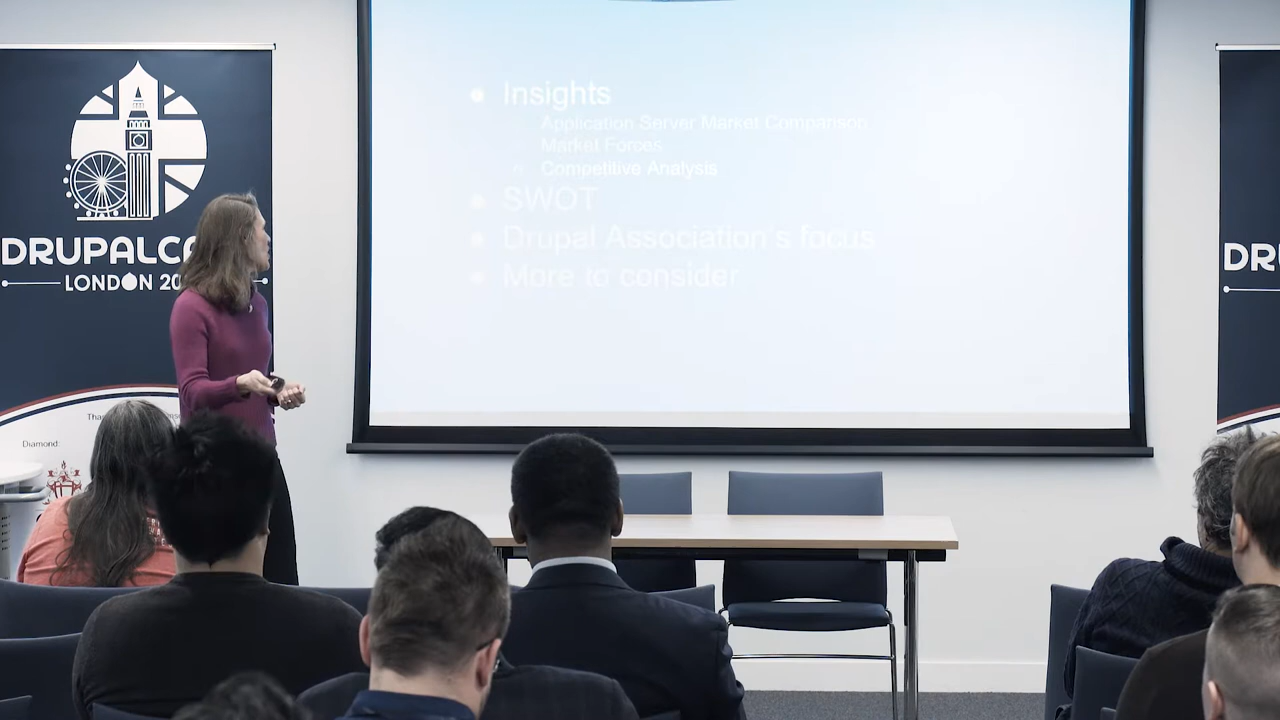 Insights
Application Server Market Comparison
Market Forces
Competitive Analysis
SWOT
Drupal Association's focus
More to consider
DRUPALCA
LONDON 20
Diamond:
DRU